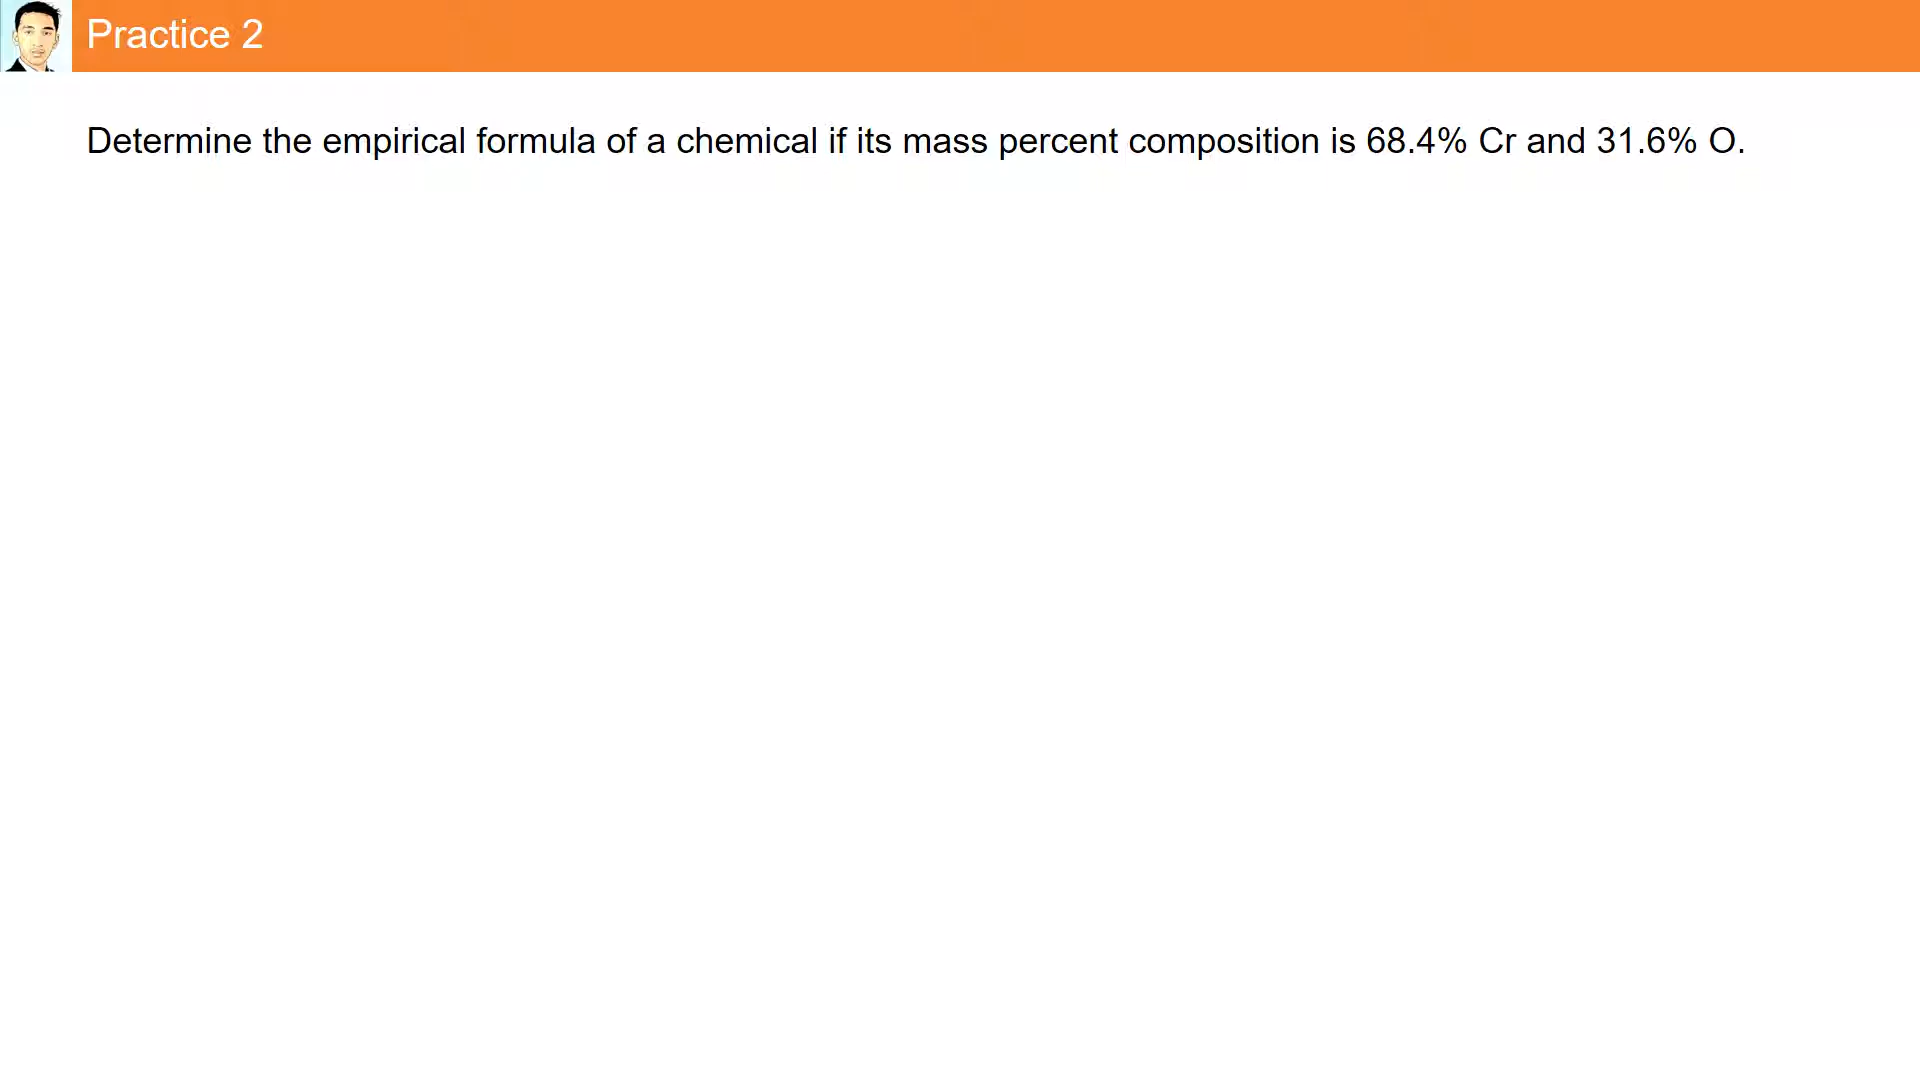 Practice 2
Determine the empirical formula of a chemical if its mass percent composition is 68.4% Cr and 31.6% O.